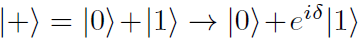 |+⟩ = |0⟩+|1⟩ → |0⟩+e^{iδ}|1⟩